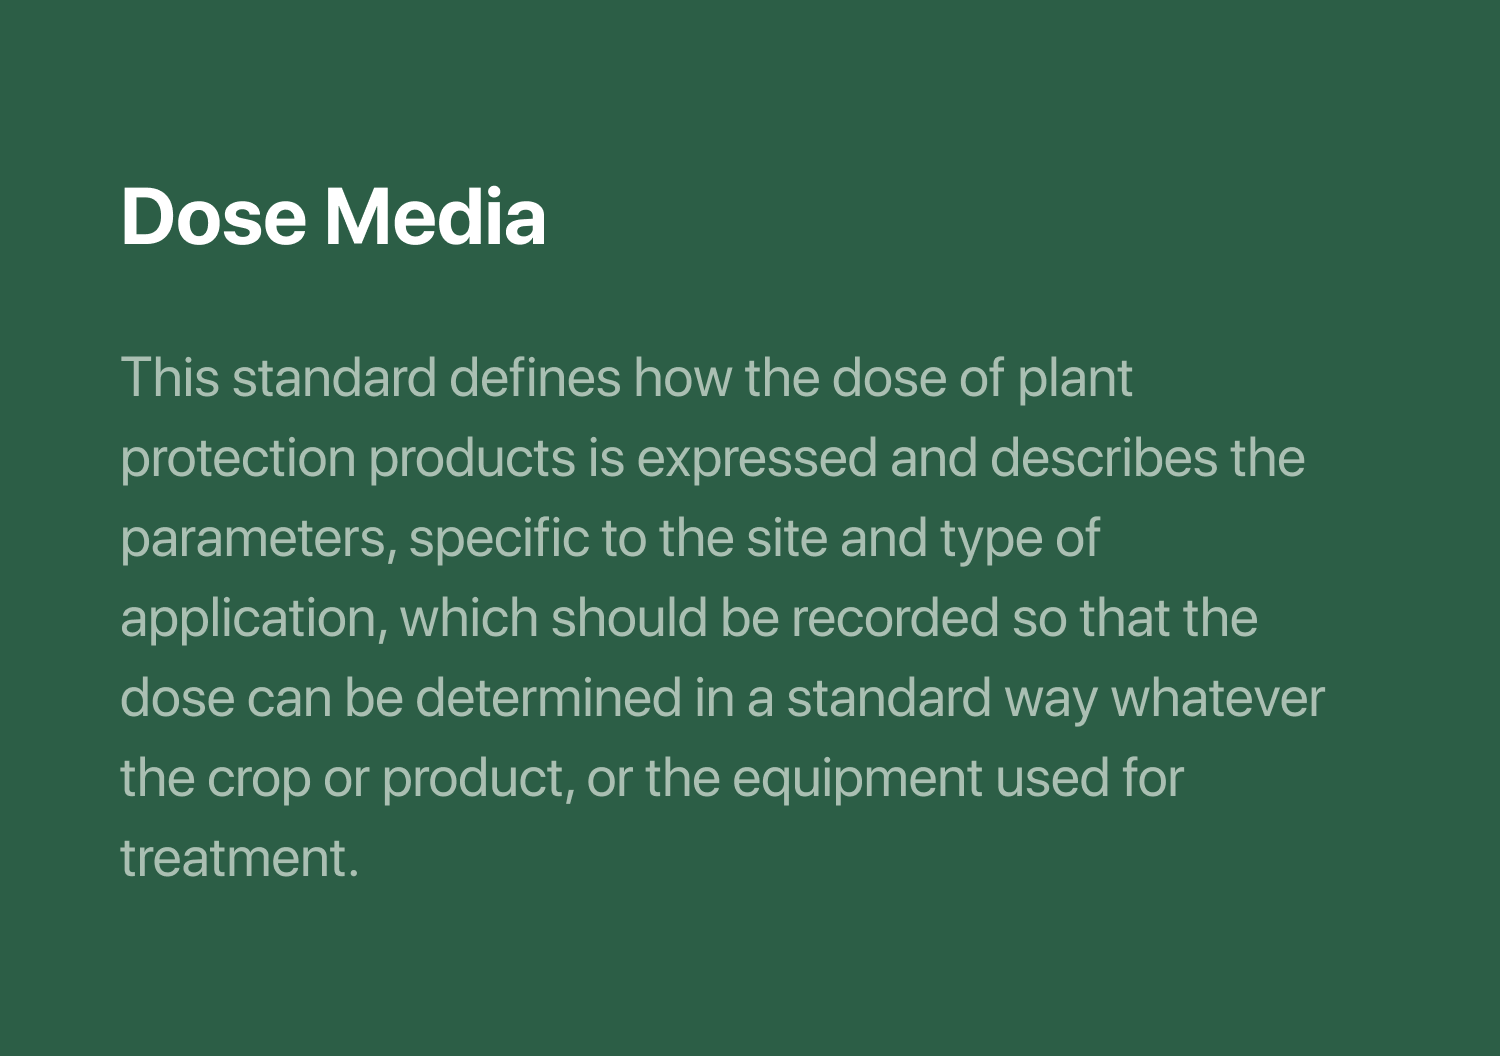 Dose Media
This standard defines how the dose of plant
protection products is expressed and describes the
parameters, specific to the site and type of
application, which should be recorded so that the
dose can be determined in a standard way whatever
the crop or product, or the equipment used for
treatment.